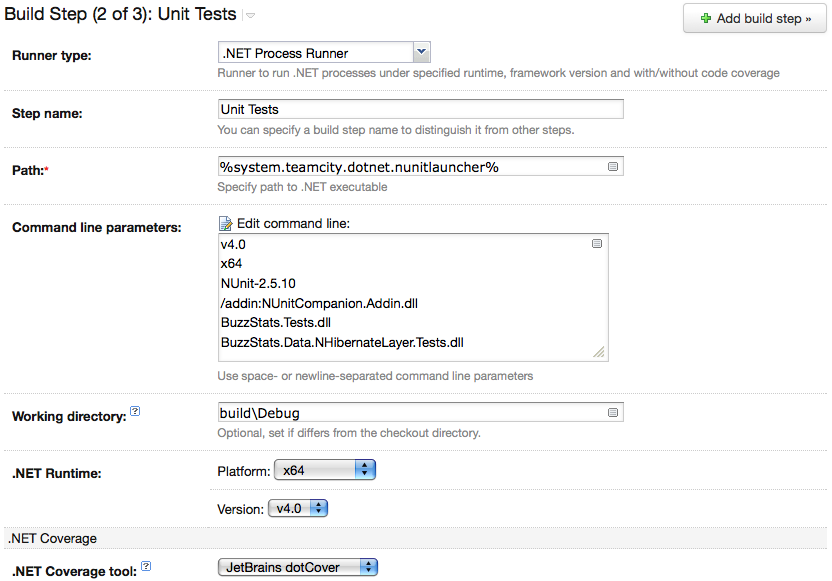 Build Step (2 of 3): Unit Tests
Add build step »
Runner type:
.NET Process Runner
Runner to run .NET processes under specified runtime, framework version and with/without code coverage
Step name:
Unit Tests
You can specify a build step name to distinguish it from other steps.
Path:*
%system.teamcity.dotnet.nunitlauncher%
Specify path to .NET executable
Command line parameters:
Edit command line:
v4.0
x64
NUnit-2.5.10
/addin:NUnitCompanion.Addin.dll
BuzzStats.Tests.dll
BuzzStats.Data.NHibernateLayer.Tests.dll
Use space- or newline-separated command line parameters
Working directory: ?
build\Debug
Optional, set if differs from the checkout directory.
.NET Runtime:
Platform: x64
Version: v4.0
.NET Coverage
.NET Coverage tool: ?
JetBrains dotCover